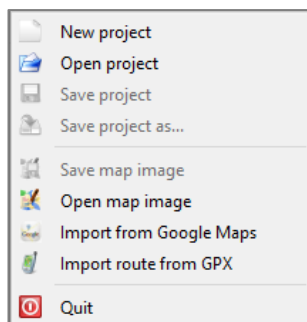 New project
Open project
Save project
Save project as...
Save map image
Open map image
Import from Google Maps
Import route from GPX
Quit